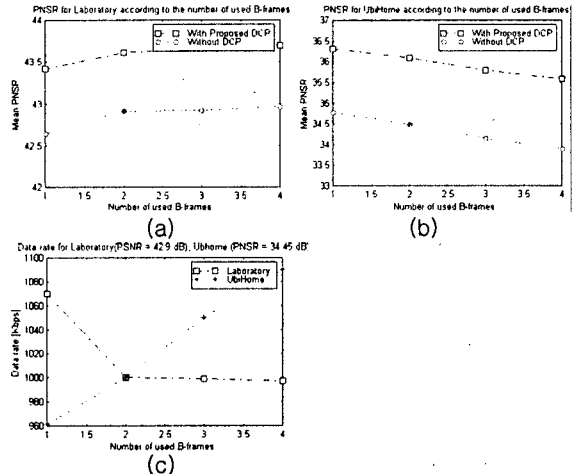 PNSR for Laboratory according to the number of used B-frames
With Proposed DCP
Without DCP
44
43.5
43
42.5
42
Mean PNSR
1
1.5
2
2.5
3
3.5
4
Number of used B-frames
(a)
PNSR for UbiHome according to the number of used B-frames
With Proposed DCP
Without DCP
37
36.5
36
35.5
35
34.5
34
33.5
33
Mean PNSR
1
1.5
2
2.5
3
3.5
4
Number of used B-frames
(b)
Data rate for Laboratory(PSNR = 42.9 dB), Ubhome (PNSR = 34.45 dB)
Laboratory
UbiHome
1100
1080
1060
1040
1020
1000
980
960
Data rate [Kbps]
1
1.5
2
2.5
3
3.5
4
Number of used B-frames
(c)